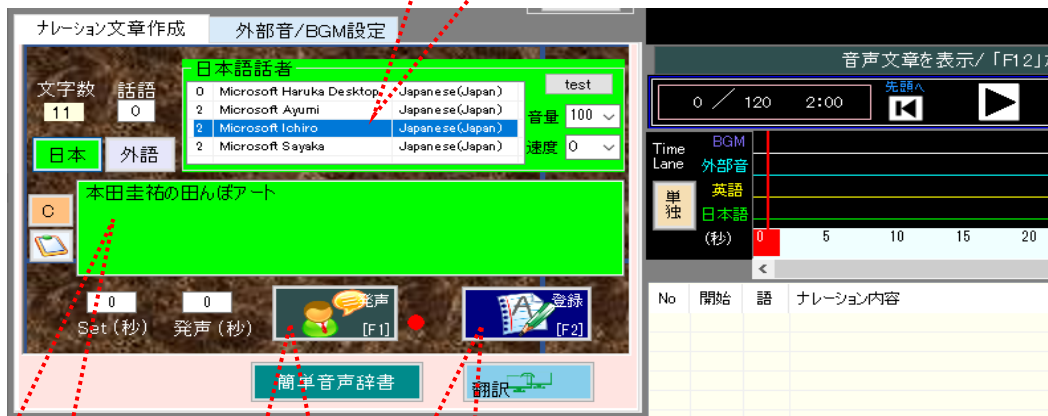 ナレーション文章作成
外部音/BGM設定
日本語話者
文字数 話語
11 0
日本 外語
0 Microsoft Haruka Desktop Japanese(Japan)
2 Microsoft Ayumi Japanese(Japan)
2 Microsoft Ichiro Japanese(Japan)
2 Microsoft Sayaka Japanese(Japan)
test
音量 100
速度 0
C
本田圭祐の田んぼアート
0 0
Set(秒) 発声(秒)
発声
[F1]
登録
[F2]
簡単音声辞書
翻訳
音声文章を表示/「F12」
0 / 120 2:00
先頭へ
Time
Lane
BGM
外部音
英語
日本語
単独
(秒) 0 5 10 15 20
No 開始 語 ナレーション内容